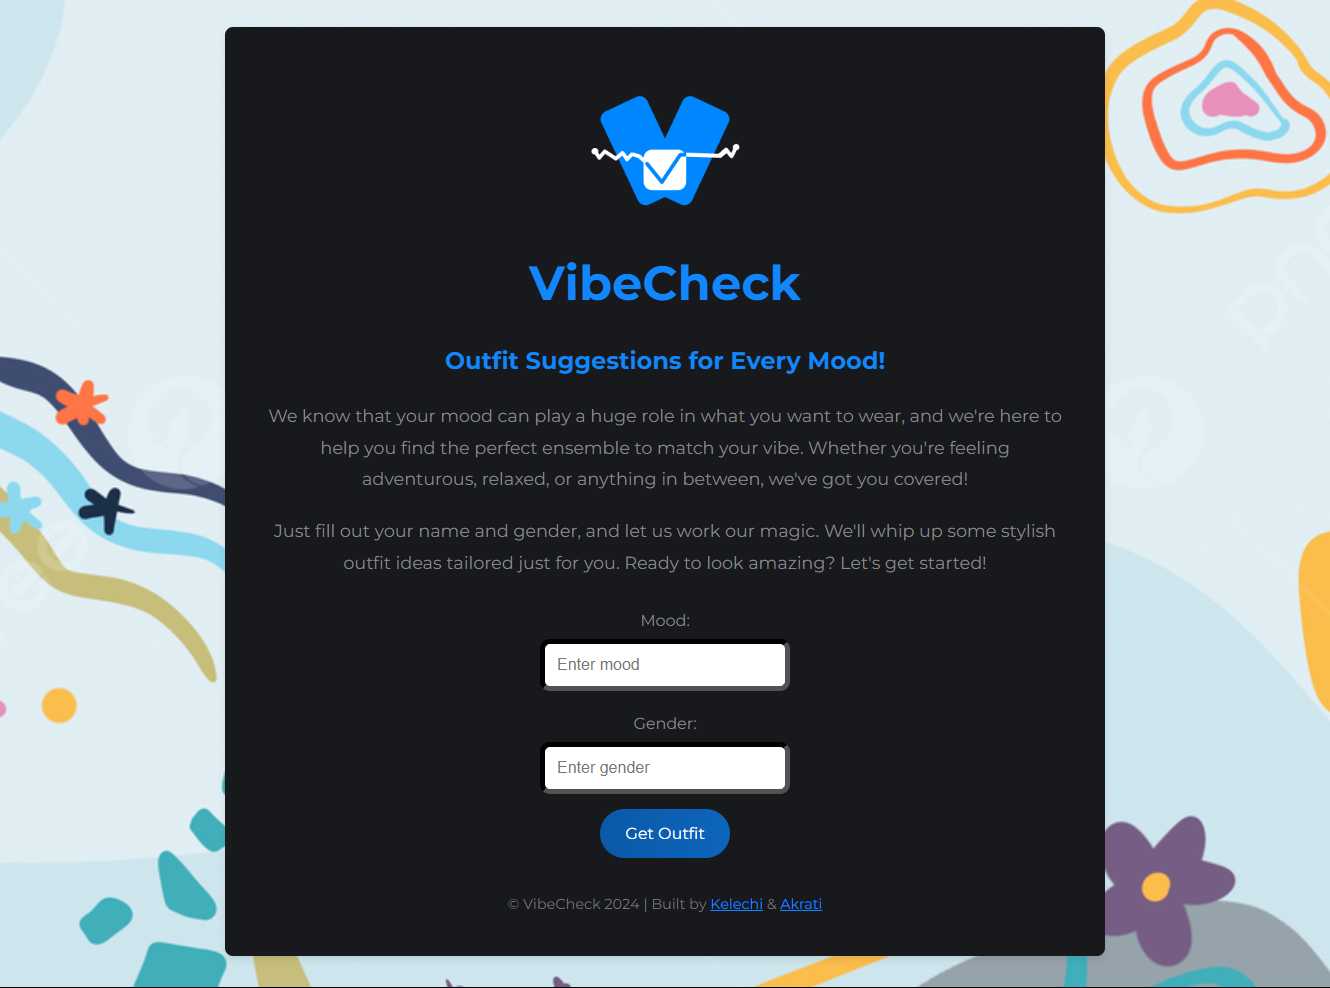 VibeCheck
Outfit Suggestions for Every Mood!
We know that your mood can play a huge role in what you want to wear, and we're here to
help you find the perfect ensemble to match your vibe. Whether you're feeling
adventurous, relaxed, or anything in between, we've got you covered!
Just fill out your name and gender, and let us work our magic. We'll whip up some stylish
outfit ideas tailored just for you. Ready to look amazing? Let's get started!
Mood:
Enter mood
Gender:
Enter gender
Get Outfit
© VibeCheck 2024 | Built by Kelechi & Akrati